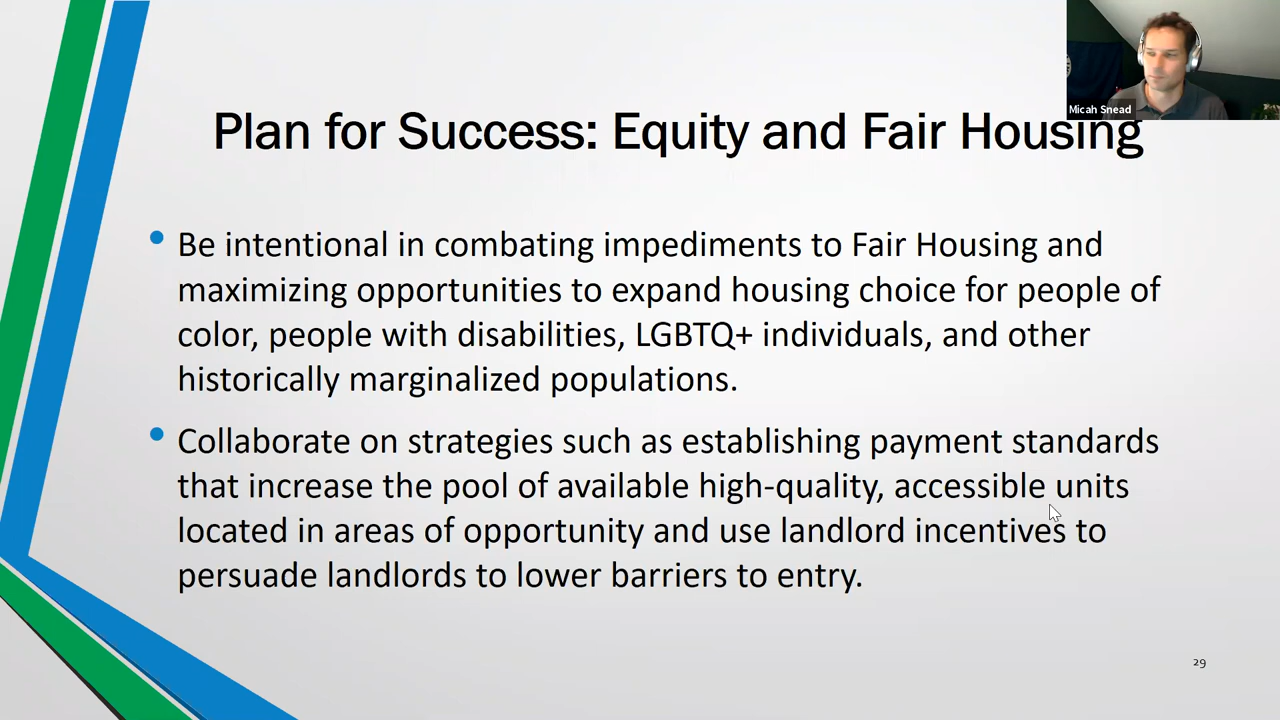 Micah Snead
Plan for Success: Equity and Fair Housing
Be intentional in combating impediments to Fair Housing and
maximizing opportunities to expand housing choice for people of
color, people with disabilities, LGBTQ+ individuals, and other
historically marginalized populations.
Collaborate on strategies such as establishing payment standards
that increase the pool of available high-quality, accessible units
located in areas of opportunity and use landlord incentives to
persuade landlords to lower barriers to entry.
29